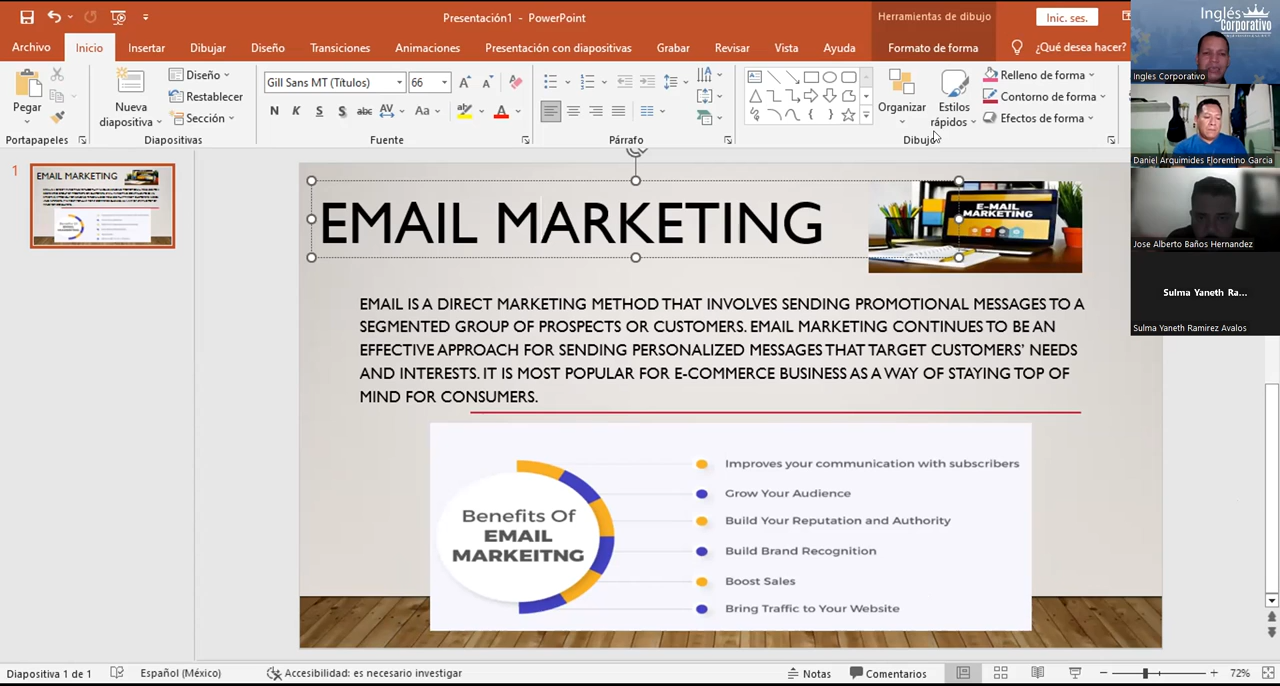 Presentación1 - PowerPoint
Herramientas de dibujo
Inic. ses.
Archivo
Inicio
Insertar
Dibujar
Diseño
Transiciones
Animaciones
Presentación con diapositivas
Grabar
Revisar
Vista
Ayuda
Formato de forma
¿Qué desea hacer?
Pegar
Nueva
diapositiva
Diseño
Restablecer
Sección
Gill Sans MT (Títulos)
66
N K S S abc AV Aa
Organizar
Estilos
rápidos
Relleno de forma
Contorno de forma
Efectos de forma
Portapapeles
Diapositivas
Fuente
Párrafo
Dibujo
Inglés
Corporativo
Ingles Corporativo
Daniel Arquimides Florentino Garcia
Jose Alberto Baños Hernandez
Sulma Yaneth Ra...
Sulma Yaneth Ramirez Avalos
1
EMAIL MARKETING
EMAIL MARKETING
E-MAIL
MARKETING
EMAIL IS A DIRECT MARKETING METHOD THAT INVOLVES SENDING PROMOTIONAL MESSAGES TO A
SEGMENTED GROUP OF PROSPECTS OR CUSTOMERS. EMAIL MARKETING CONTINUES TO BE AN
EFFECTIVE APPROACH FOR SENDING PERSONALIZED MESSAGES THAT TARGET CUSTOMERS' NEEDS
AND INTERESTS. IT IS MOST POPULAR FOR E-COMMERCE BUSINESS AS A WAY OF STAYING TOP OF
MIND FOR CONSUMERS.
Benefits Of
EMAIL
MARKEITNG
Improves your communication with subscribers
Grow Your Audience
Build Your Reputation and Authority
Build Brand Recognition
Boost Sales
Bring Traffic to Your Website
Diapositiva 1 de 1
Español (México)
Accesibilidad: es necesario investigar
Notas
Comentarios
72%